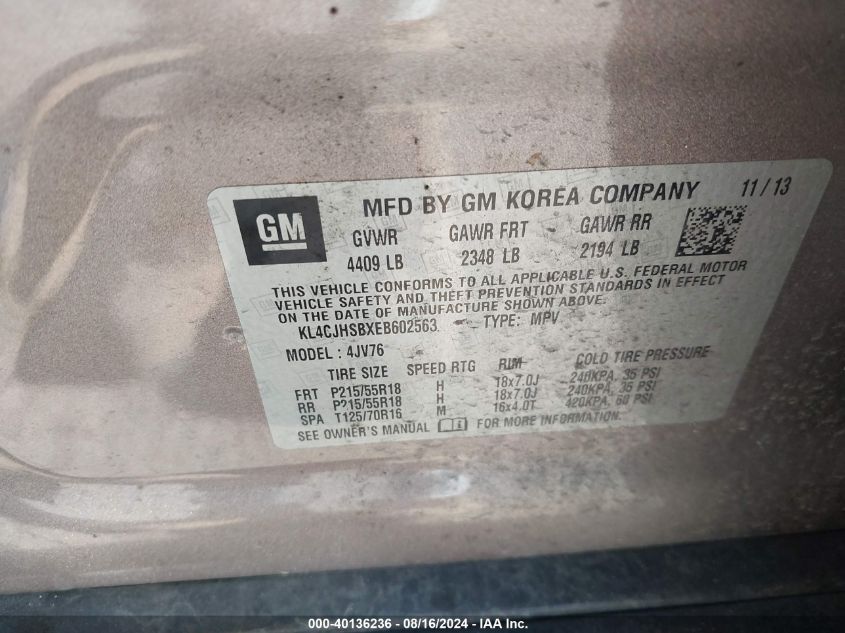 GM
MFD BY GM KOREA COMPANY 11 / 13
GVWR GAWR FRT GAWR RR
4409 LB 2348 LB 2194 LB
THIS VEHICLE CONFORMS TO ALL APPLICABLE U.S. FEDERAL MOTOR
VEHICLE SAFETY AND THEFT PREVENTION STANDARDS IN EFFECT
ON THE DATE OF MANUFACTURE SHOWN ABOVE.
KL4CJHSBXEB602563 TYPE: MPV
MODEL : 4JV76
TIRE SIZE SPEED RTG RIM COLD TIRE PRESSURE
FRT P215/55R18 H 18x7.0J 240KPA, 35 PSI
RR P215/55R18 H 18x7.0J 240KPA, 35 PSI
SPA T125/70R16 M 16x4.0T 420KPA, 60 PSI
SEE OWNER'S MANUAL FOR MORE INFORMATION.
000-40136236 - 08/16/2024 - IAA Inc.